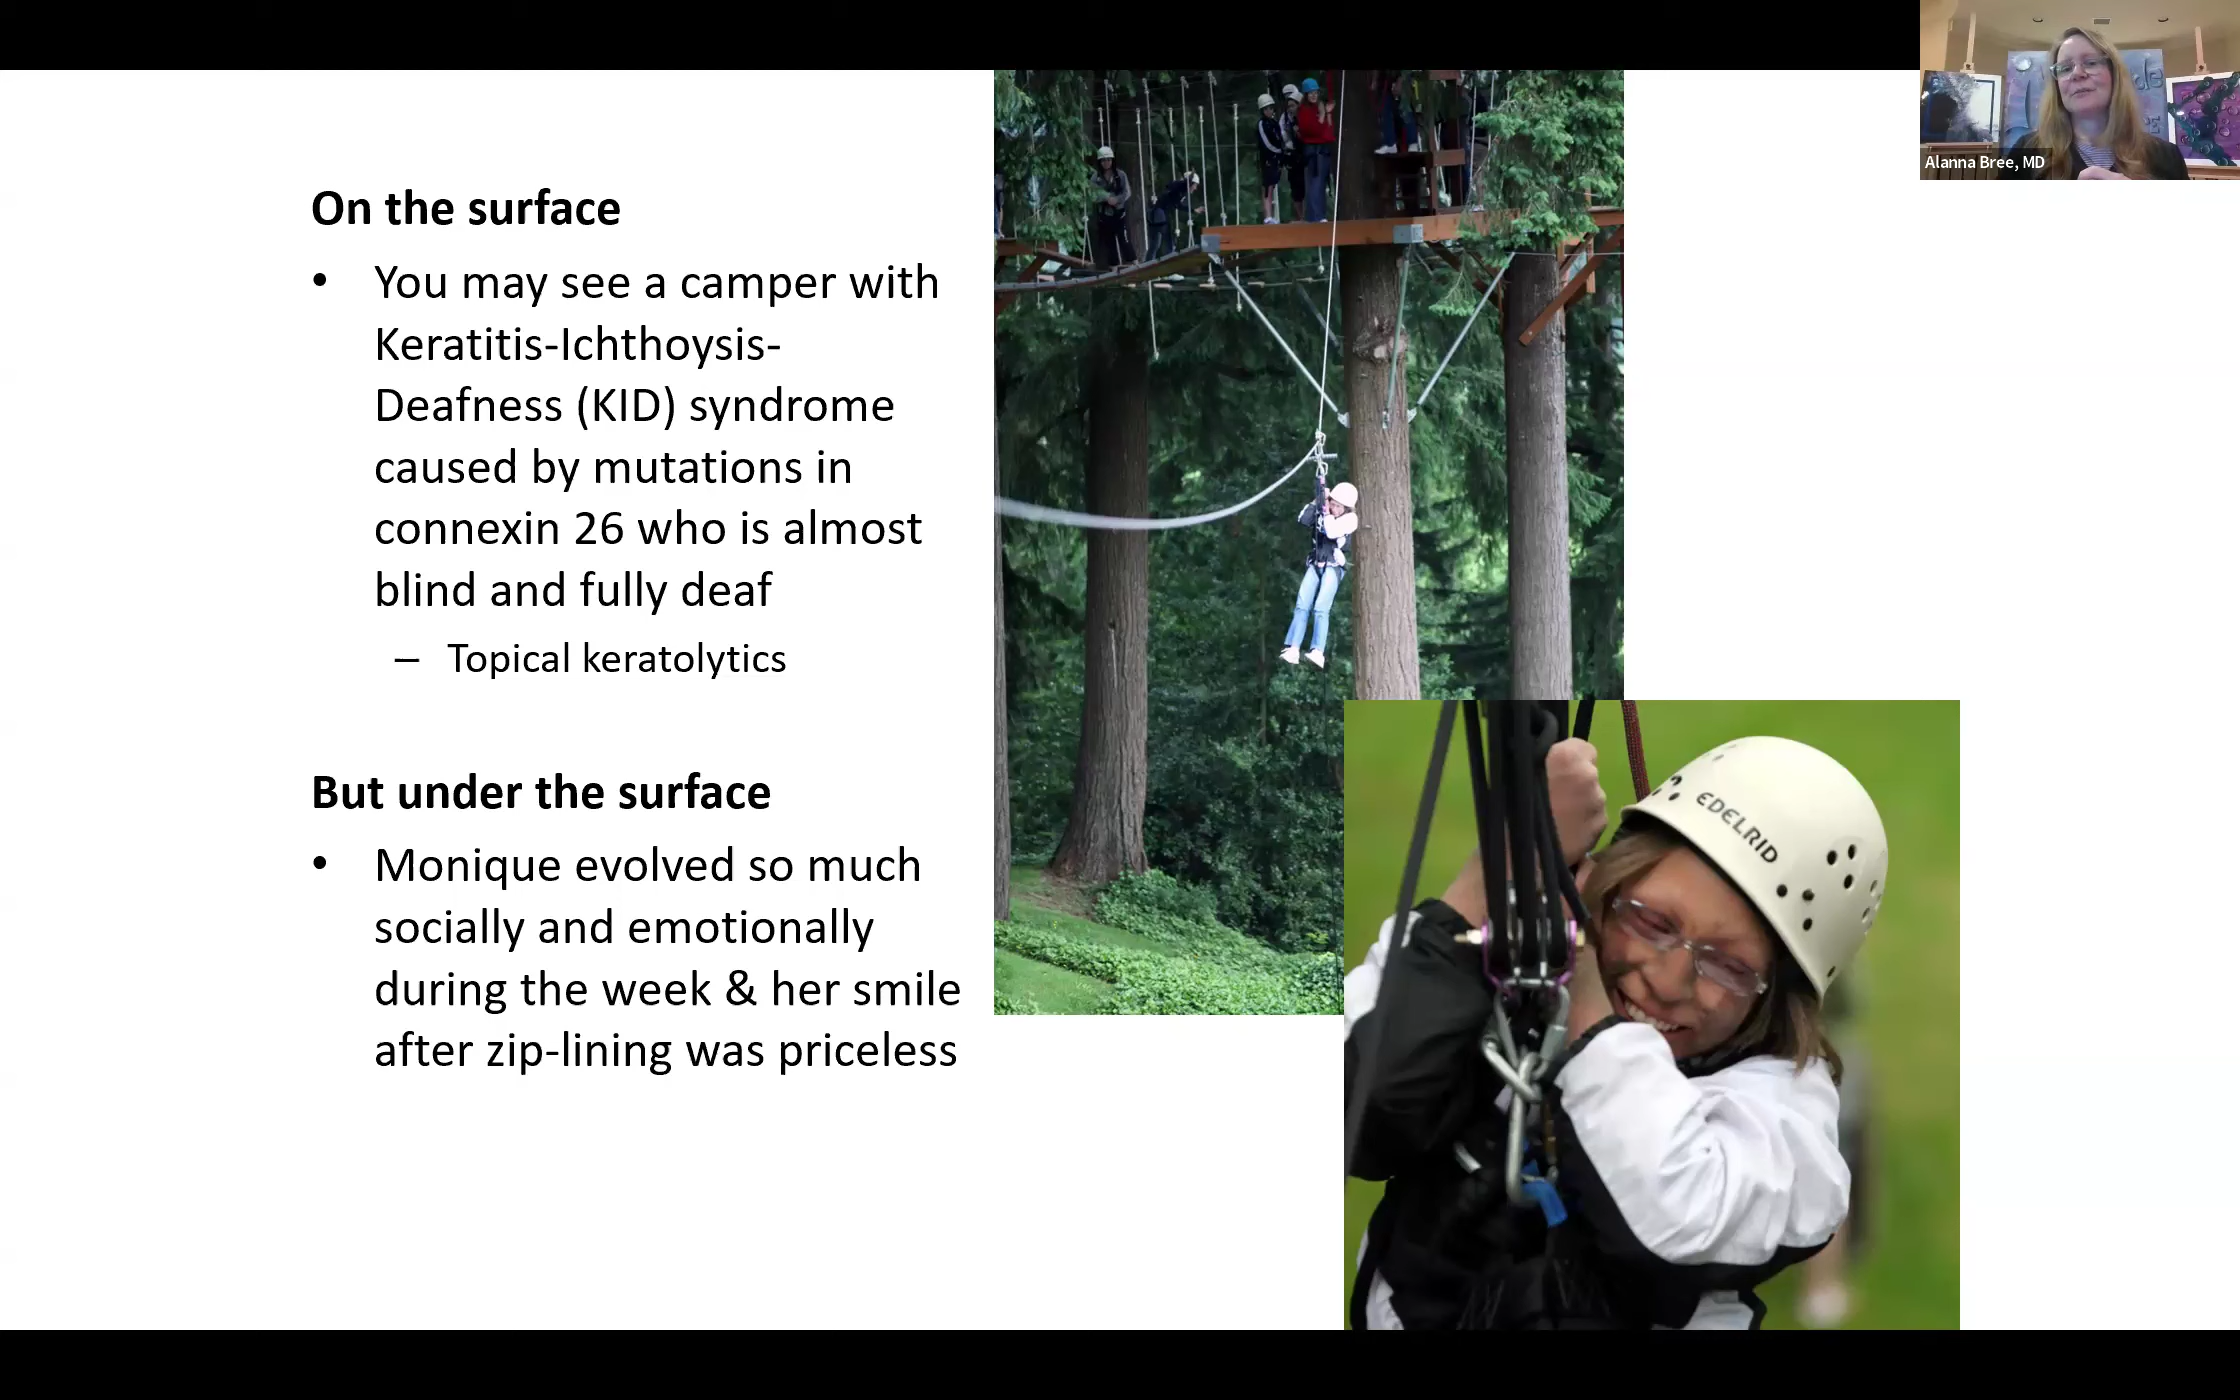 Alanna Bree, MD
On the surface
• You may see a camper with
Keratitis-Ichthoysis-
Deafness (KID) syndrome
caused by mutations in
connexin 26 who is almost
blind and fully deaf
– Topical keratolytics
But under the surface
• Monique evolved so much
socially and emotionally
during the week & her smile
after zip-lining was priceless
EDELRID